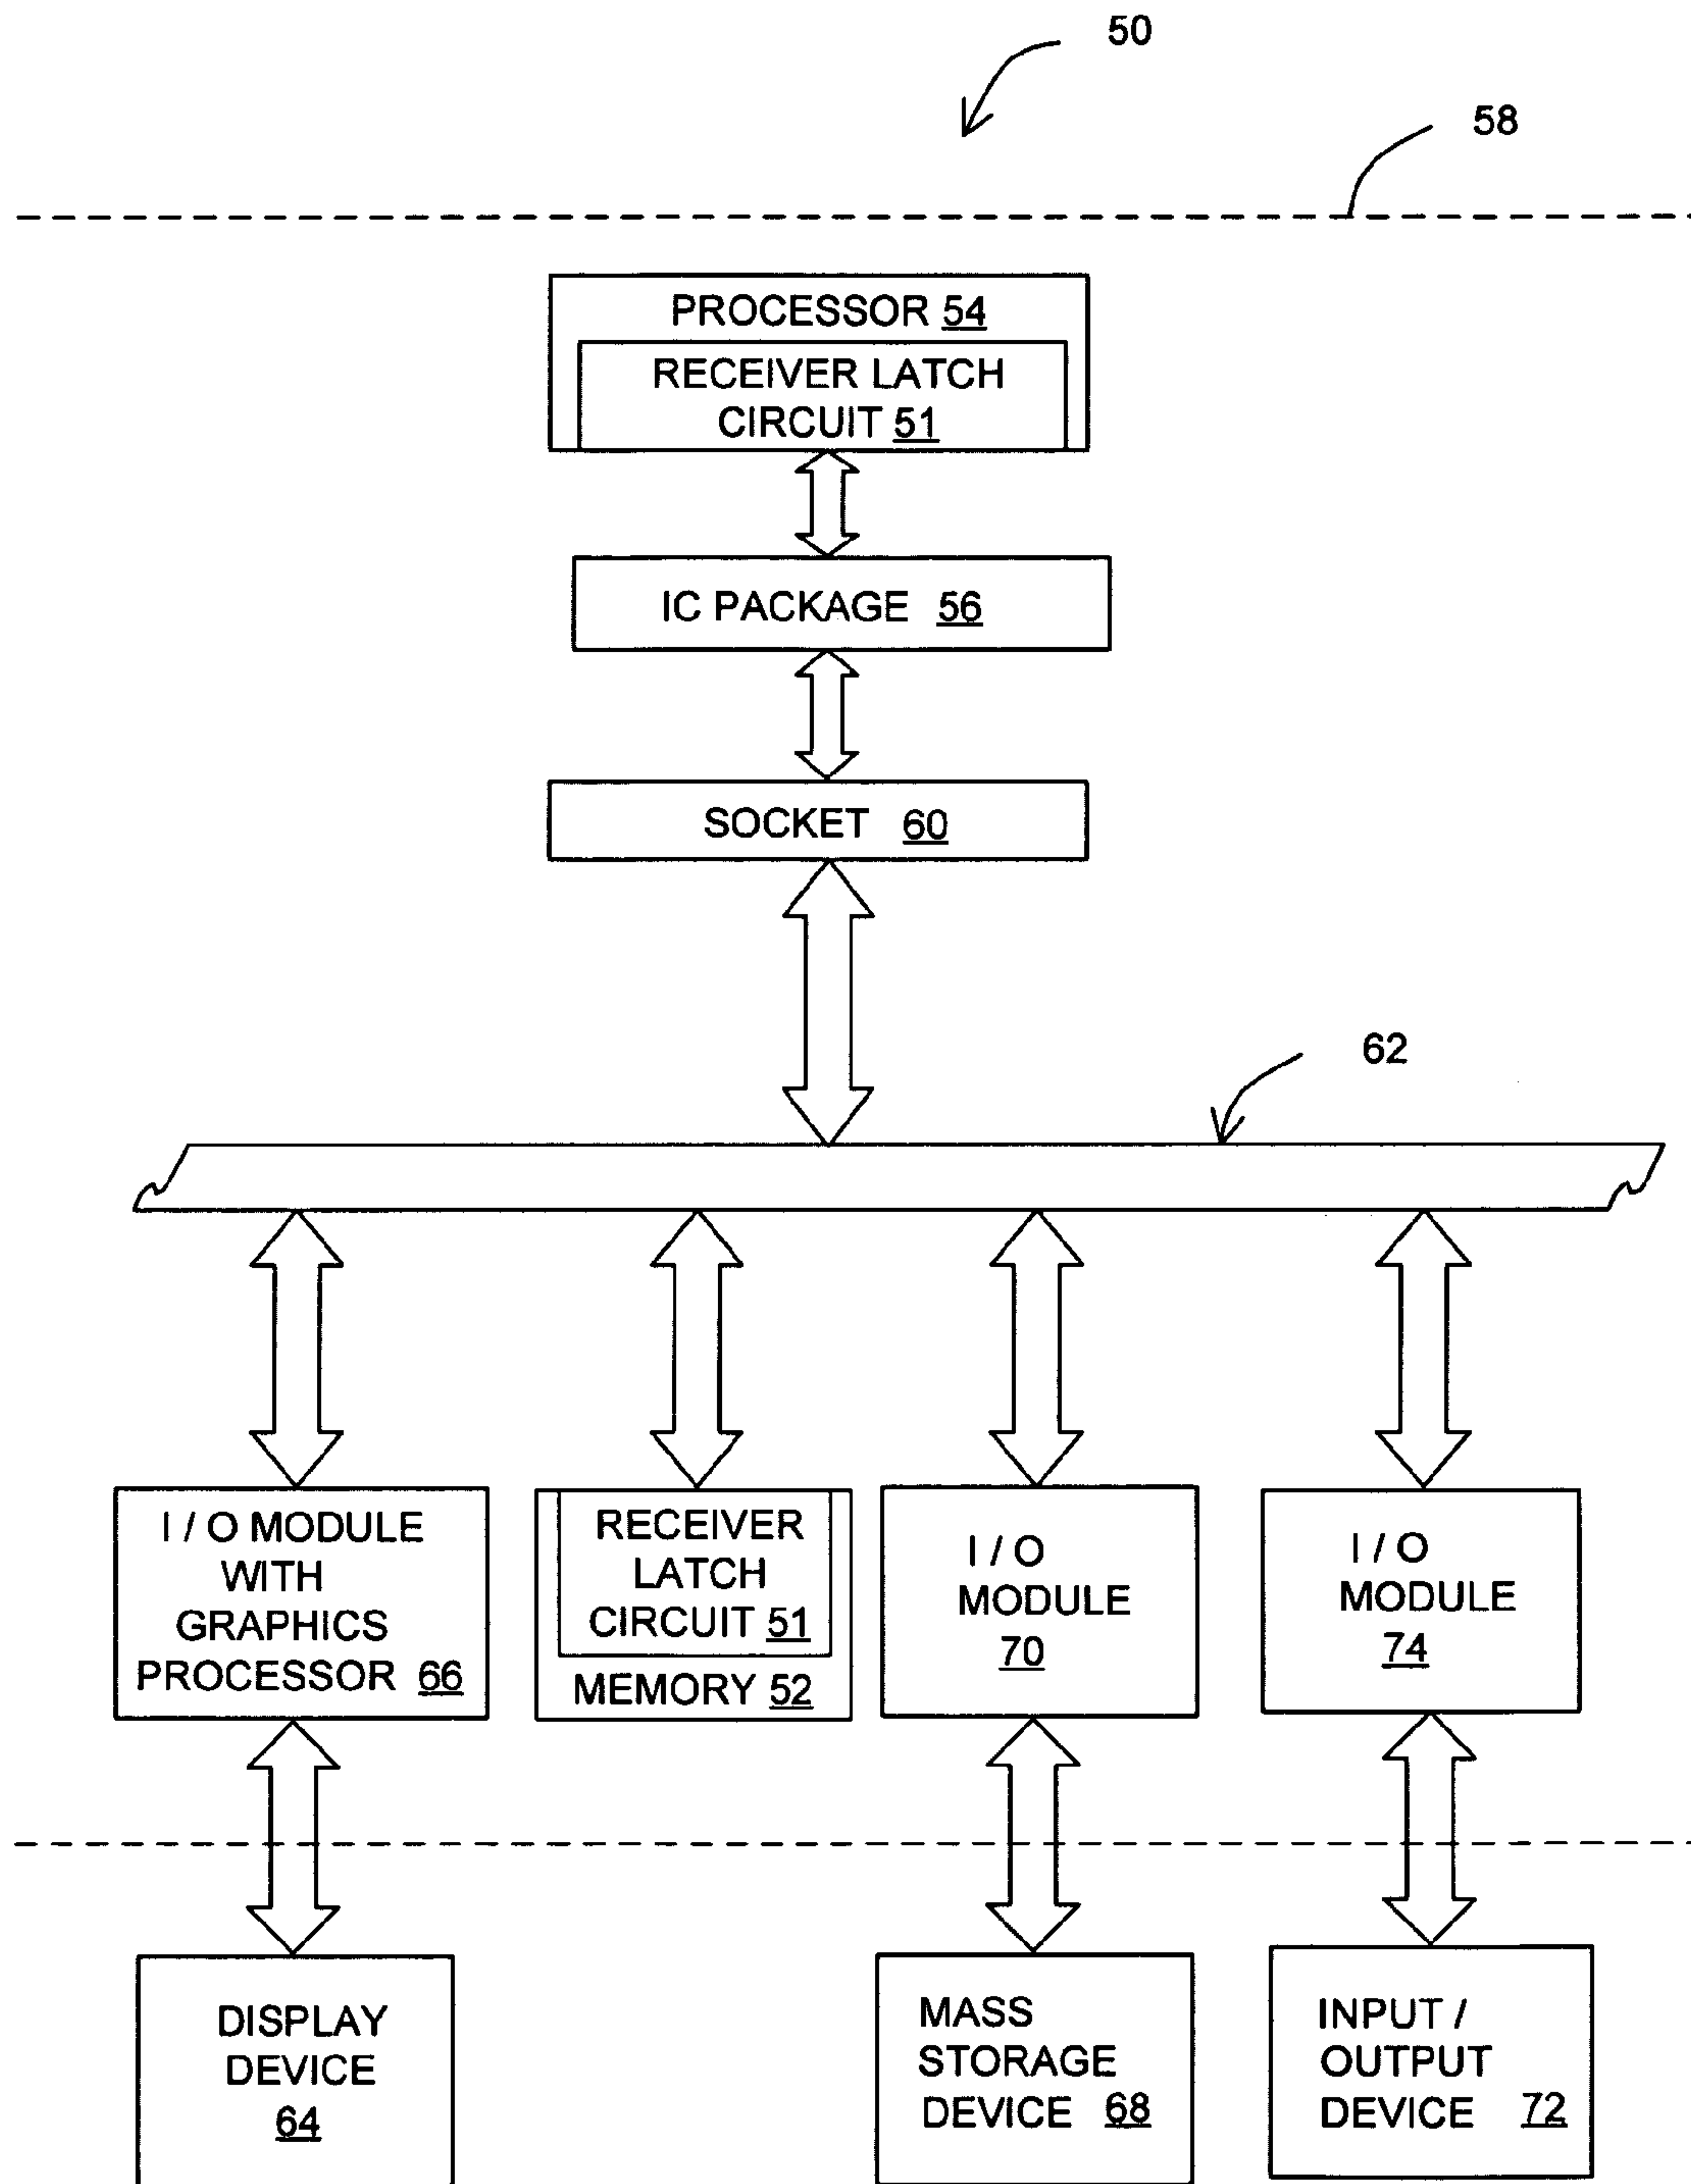 50
58
PROCESSOR 54
RECEIVER LATCH
CIRCUIT 51
IC PACKAGE 56
SOCKET 60
62
I / O MODULE
WITH
GRAPHICS
PROCESSOR 66
RECEIVER
LATCH
CIRCUIT 51
MEMORY 52
I / O
MODULE
70
I / O
MODULE
74
DISPLAY
DEVICE
64
MASS
STORAGE
DEVICE 68
INPUT /
OUTPUT
DEVICE 72